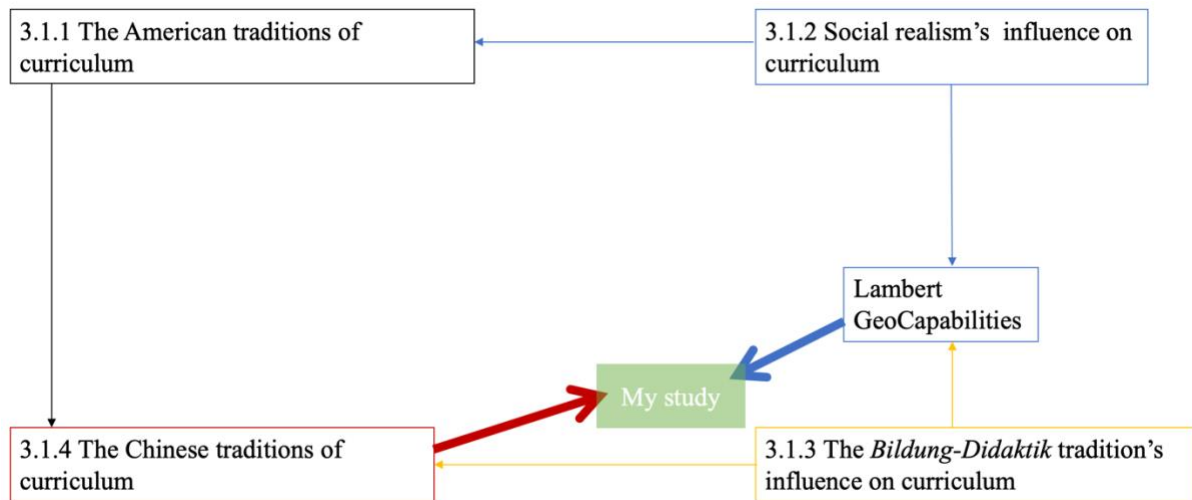 3.1.1 The American traditions of
curriculum
3.1.2 Social realism's influence on
curriculum
Lambert
GeoCapabilities
My study
3.1.4 The Chinese traditions of
curriculum
3.1.3 The Bildung-Didaktik tradition's
influence on curriculum